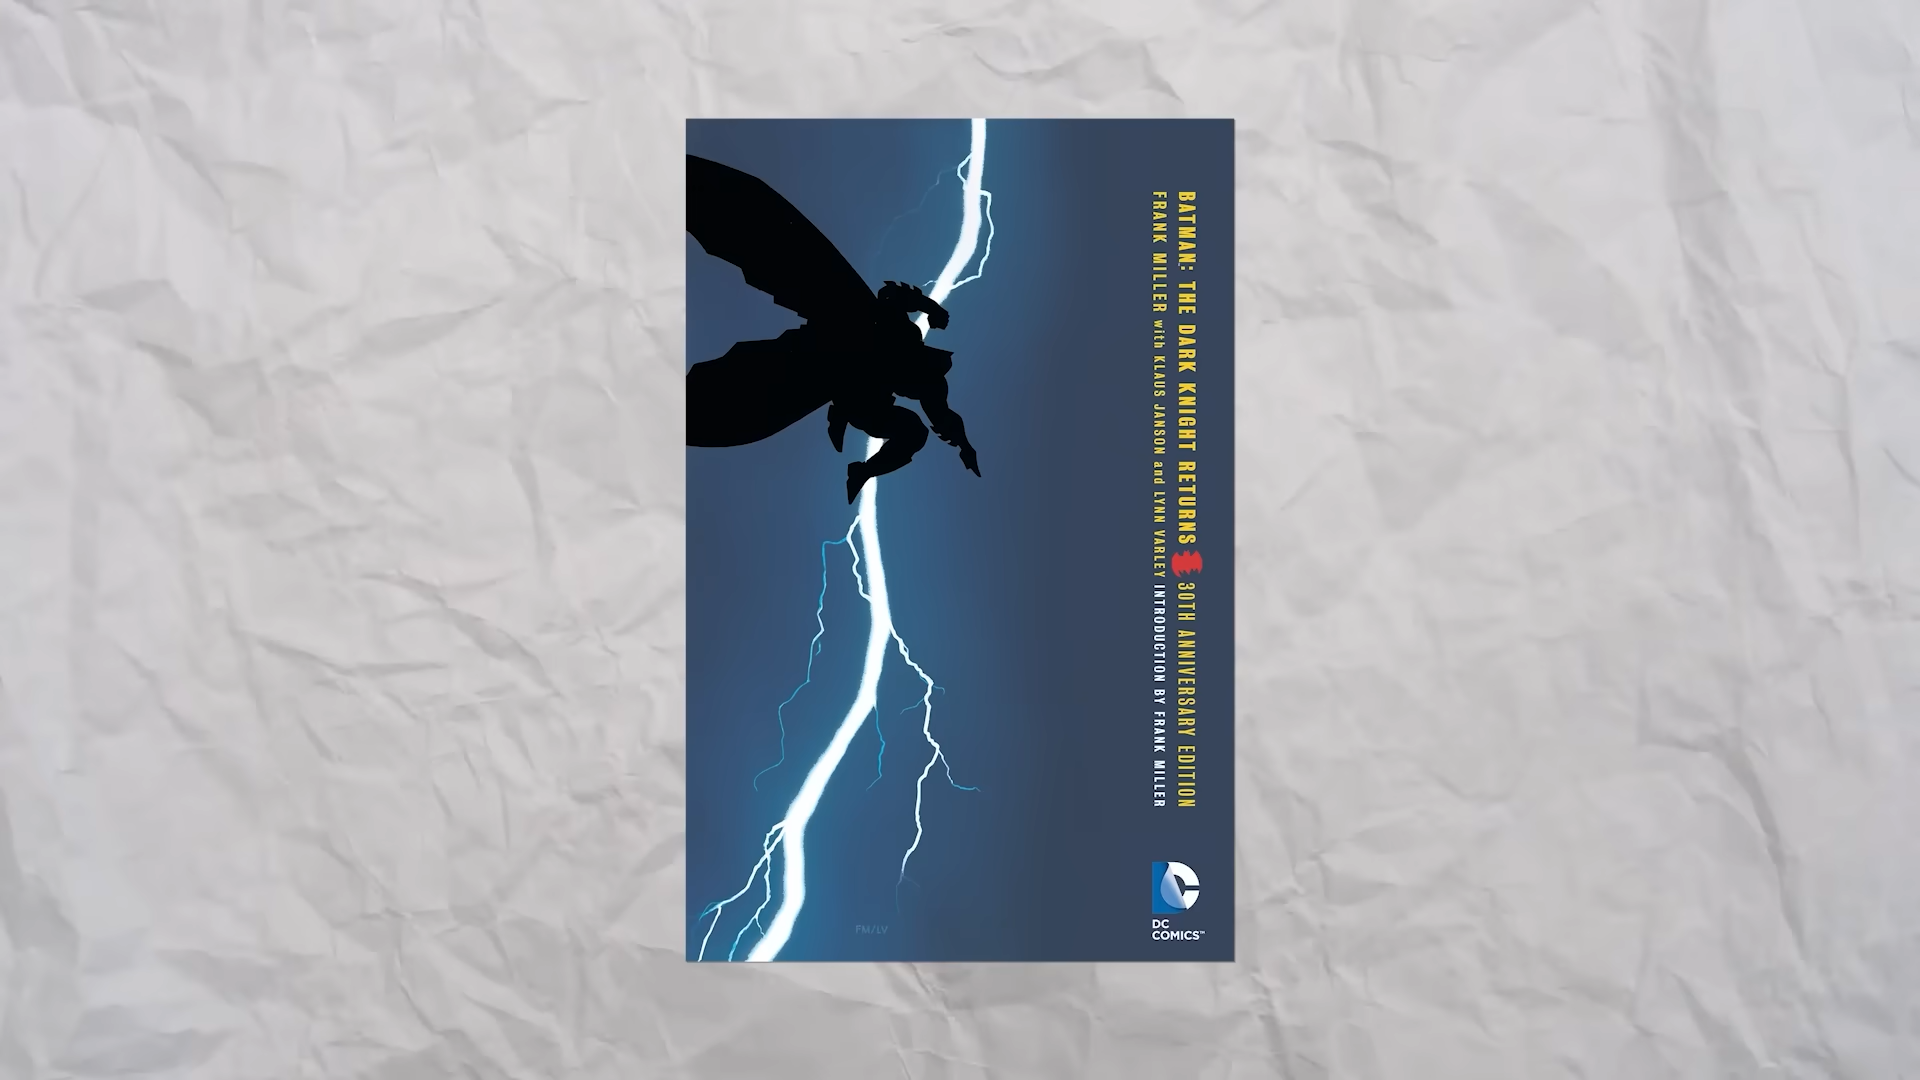 BATMAN: THE DARK KNIGHT RETURNS 30TH ANNIVERSARY EDITION
FRANK MILLER with KLAUS JANSON and LYNN VARLEY INTRODUCTION BY FRANK MILLER
DC
COMICS™
FM/LV